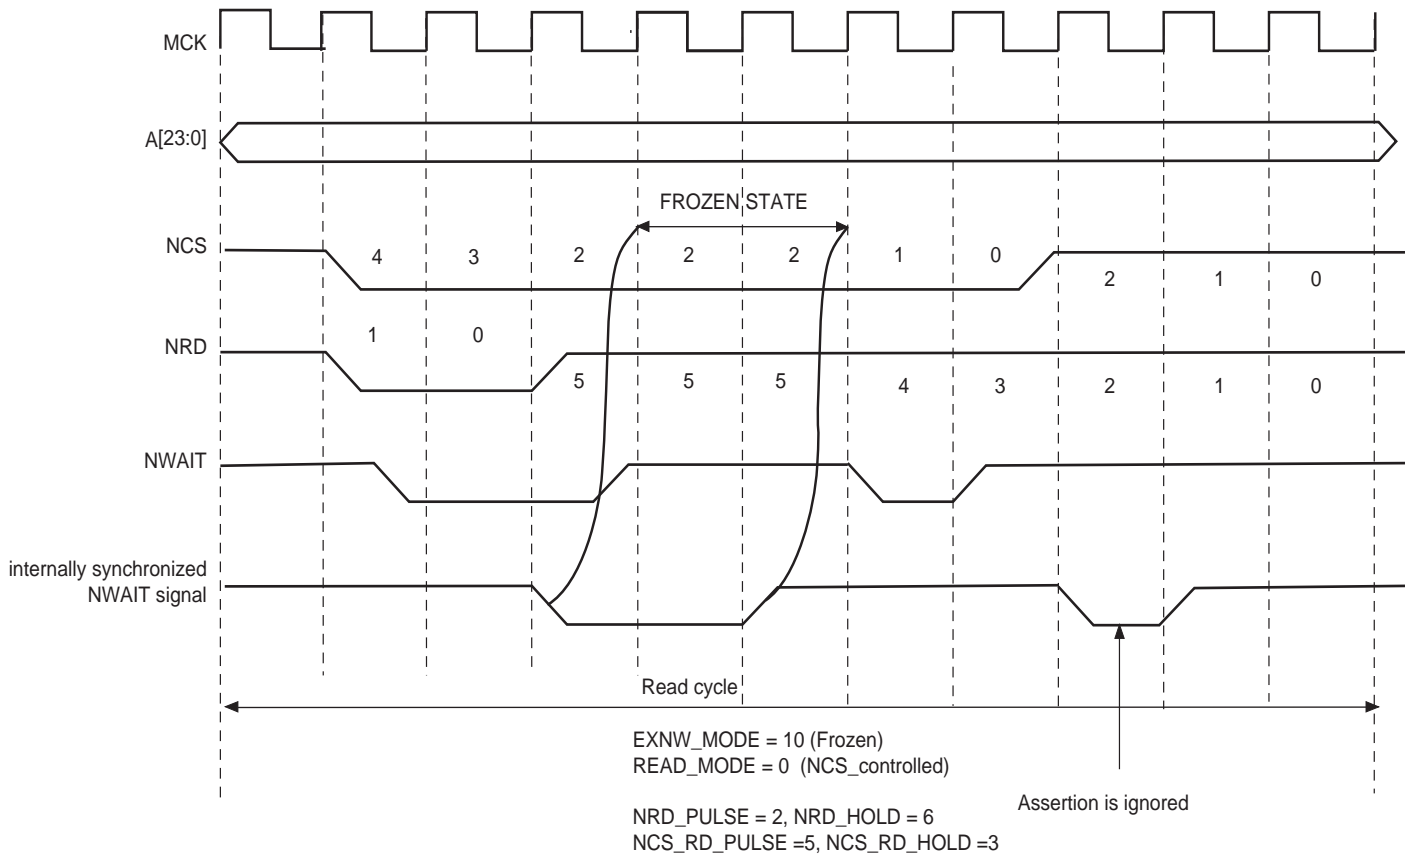 MCK
A[23:0]
FROZEN STATE
NCS
4 3 2 2 2 1 0
2 1 0
1 0
NRD
5 5 5 4 3 2 1 0
NWAIT
internally synchronized
NWAIT signal
Read cycle
EXNW_MODE = 10 (Frozen)
READ_MODE = 0 (NCS_controlled)
Assertion is ignored
NRD_PULSE = 2, NRD_HOLD = 6
NCS_RD_PULSE =5, NCS_RD_HOLD =3